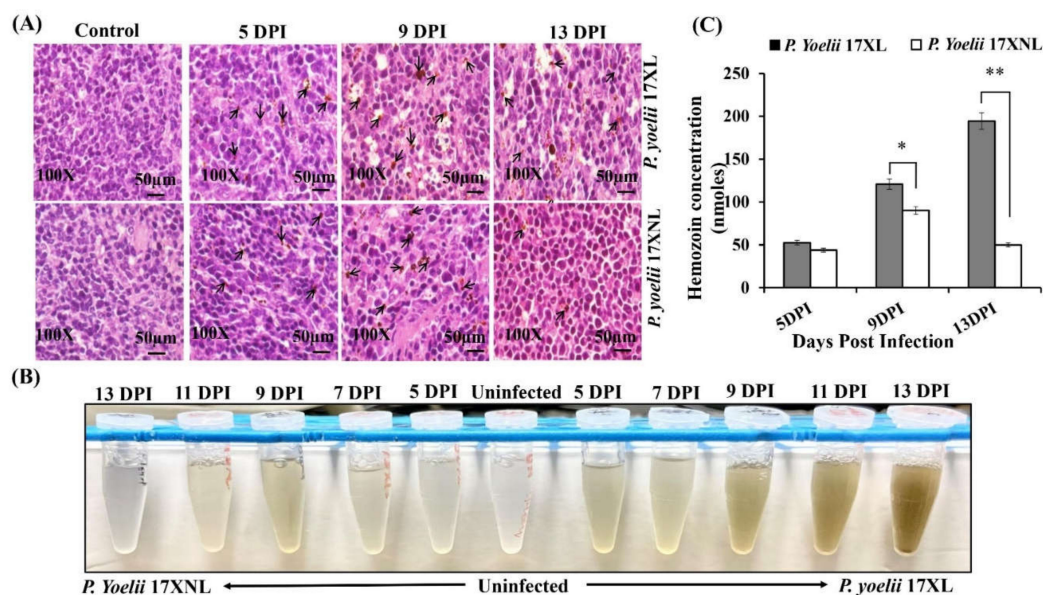 (A)
Control
5 DPI
9 DPI
13 DPI
100X
50µm
100X
50µm
100X
50µm
100X
50µm
P. yoelii 17XL
100X
50µm
100X
50µm
100X
50µm
100X
50µm
P. yoelii 17XNL
(C)
P. Yoelii 17XL
P. Yoelii 17XNL
Hemozoin concentration
(nmoles)
250
200
150
100
50
0
*
**
5DPI
9DPI
13DPI
Days Post Infection
(B)
13 DPI 11 DPI 9 DPI 7 DPI 5 DPI Uninfected 5 DPI 7 DPI 9 DPI 11 DPI 13 DPI
P. Yoelii 17XNL Uninfected P. yoelii 17XL